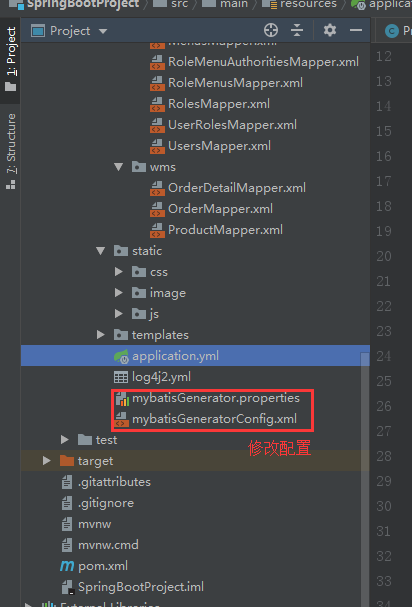 SpringBootProject
src
main
resources
applica
1: Project
7: Structure
Project
MenusMapper.xml
RoleMenuAuthoritiesMapper.xml
RoleMenusMapper.xml
RolesMapper.xml
UserRolesMapper.xml
UsersMapper.xml
wms
OrderDetailMapper.xml
OrderMapper.xml
ProductMapper.xml
static
css
image
js
templates
application.yml
log4j2.yml
mybatisGenerator.properties
mybatisGeneratorConfig.xml
修改配置
test
target
.gitattributes
.gitignore
mvnw
mvnw.cmd
pom.xml
SpringBootProject.iml
External Libraries
12
13
14
15
16
17
18
19
20
21
22
23
24
25
26
27
28
29
30
31
32
33
34